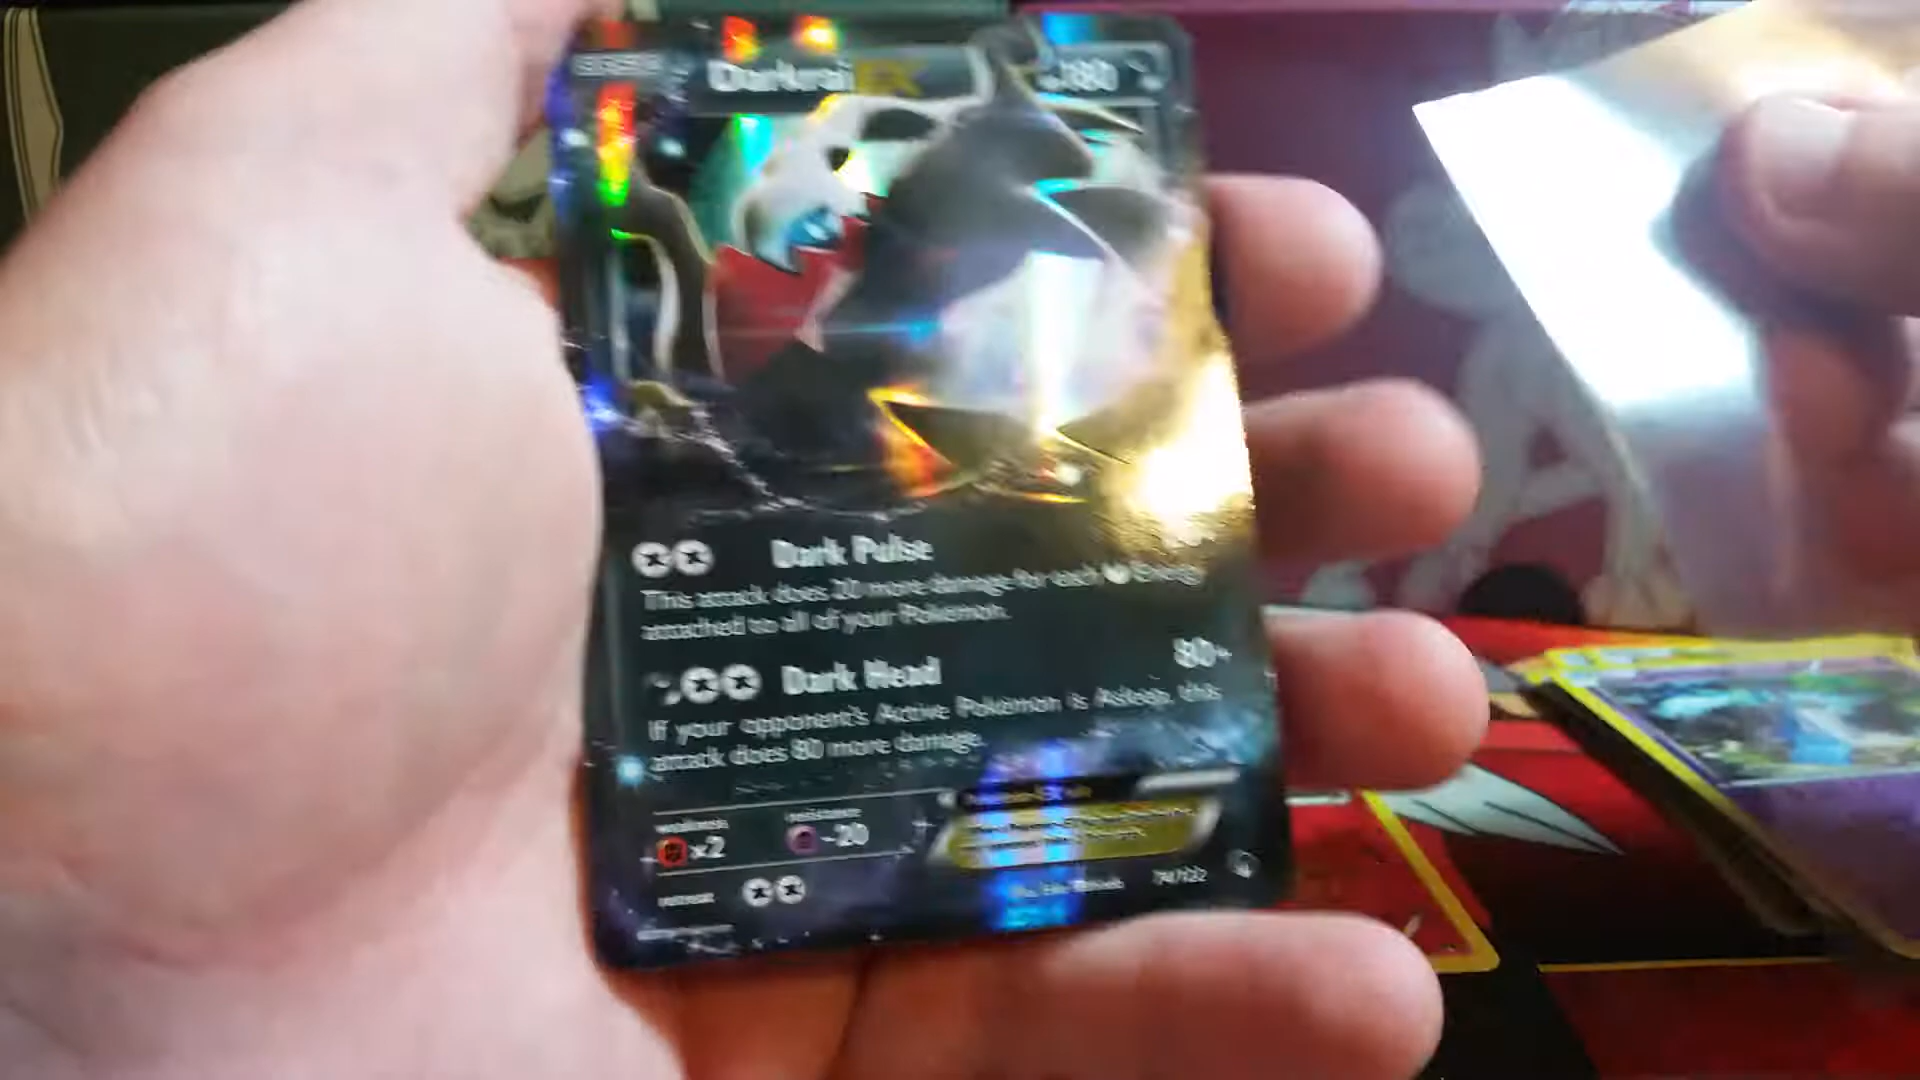 Darkrai EX
180
Dark Pulse
This attack does 20 more damage for each Energy
attached to all of your Pokémon.
Dark Head 80+
If your opponent's Active Pokémon is Asleep, this
attack does 80 more damage.
weakness resistance
×2 -20
retreat
74/122